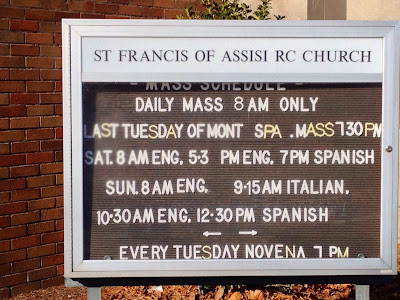 ST FRANCIS OF ASSISI RC CHURCH
- MASS SCHEDULE -
DAILY MASS 8 AM ONLY
LAST TUESDAY OF MONT SPA . MASS 730 PM
SAT. 8 AM ENG. 5·3 PM ENG. 7 PM SPANISH
SUN. 8 AM ENG. 9·15 AM ITALIAN.
10·30 AM ENG. 12·30 PM SPANISH
EVERY TUESDAY NOVENA 7 PM